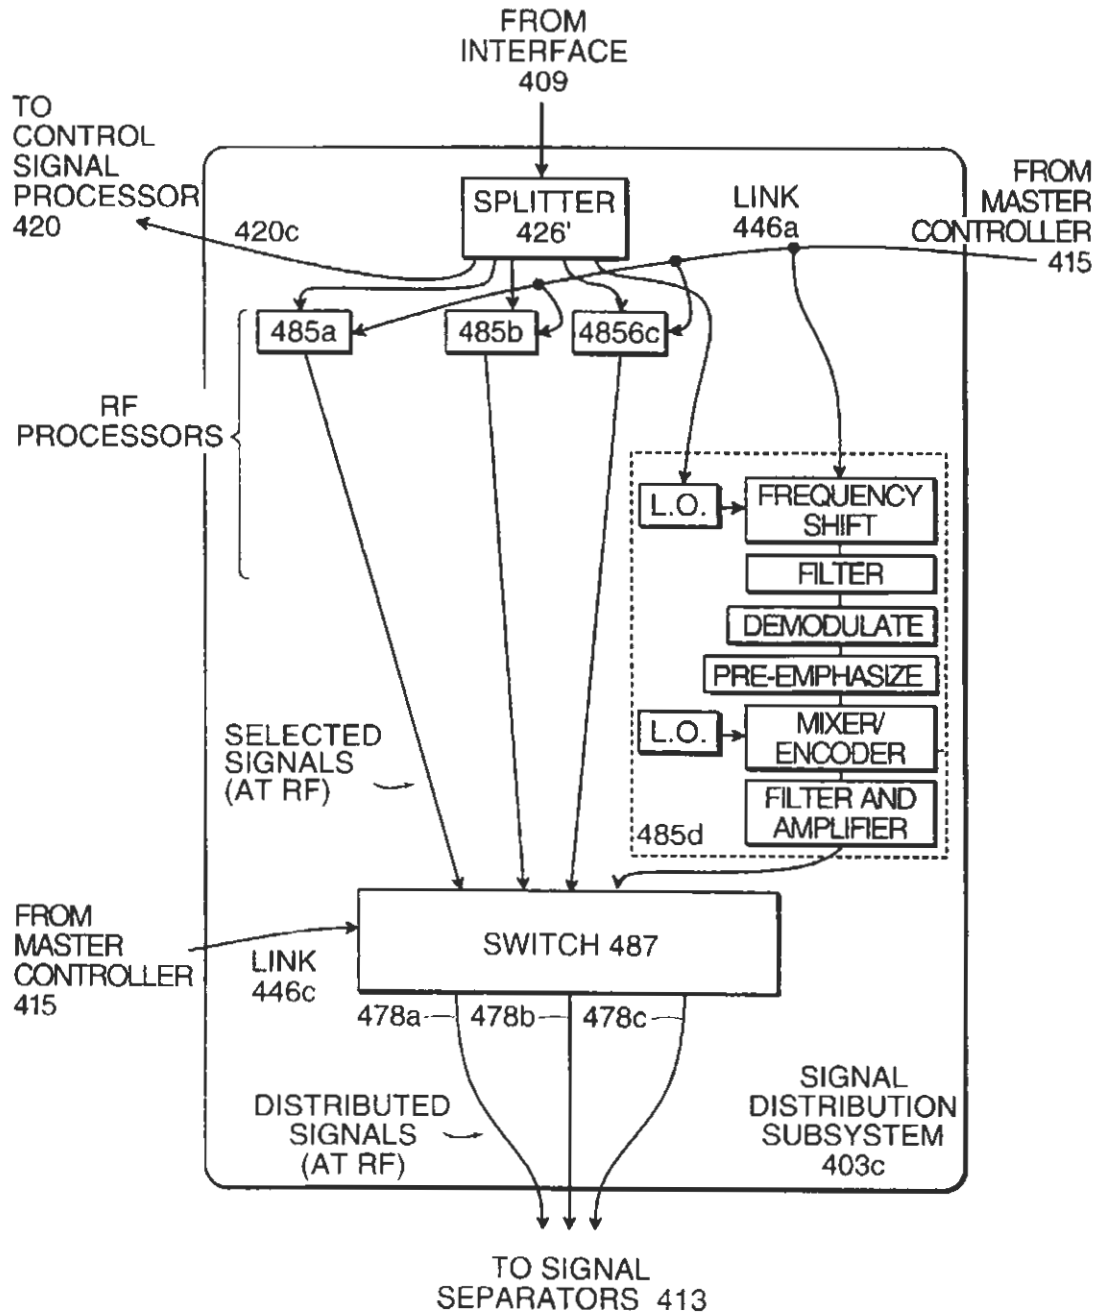 FROM
INTERFACE
409
TO
CONTROL
SIGNAL
PROCESSOR
420
420c
SPLITTER
426'
LINK
446a
FROM
MASTER
CONTROLLER
415
485a
485b
4856c
RF
PROCESSORS
L.O.
FREQUENCY
SHIFT
FILTER
DEMODULATE
PRE-EMPHASIZE
L.O.
MIXER/
ENCODER
FILTER AND
AMPLIFIER
485d
SELECTED
SIGNALS
(AT RF)
FROM
MASTER
CONTROLLER
415
LINK
446c
SWITCH 487
478a
478b
478c
DISTRIBUTED
SIGNALS
(AT RF)
SIGNAL
DISTRIBUTION
SUBSYSTEM
403c
TO SIGNAL
SEPARATORS 413